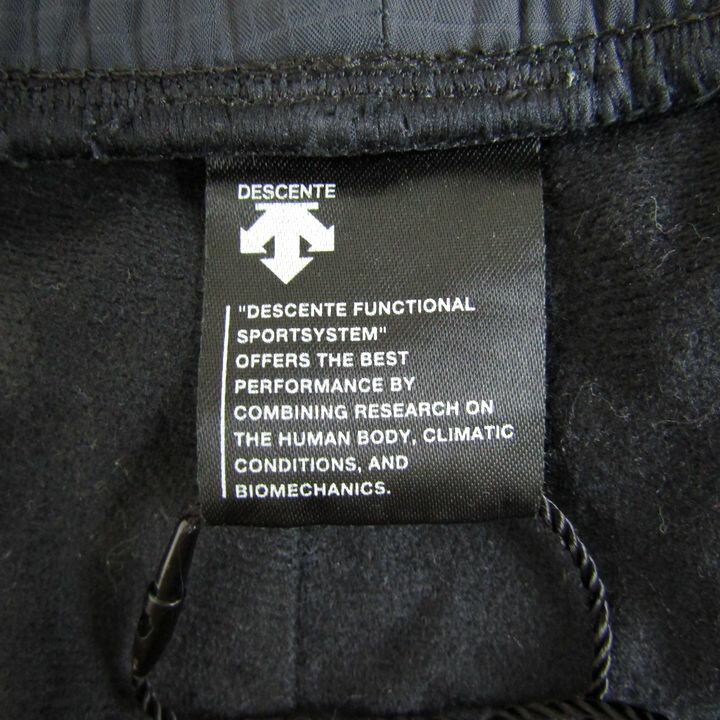 DESCENTE
"DESCENTE FUNCTIONAL
SPORTSYSTEM"
OFFERS THE BEST
PERFORMANCE BY
COMBINING RESEARCH ON
THE HUMAN BODY, CLIMATIC
CONDITIONS, AND
BIOMECHANICS.